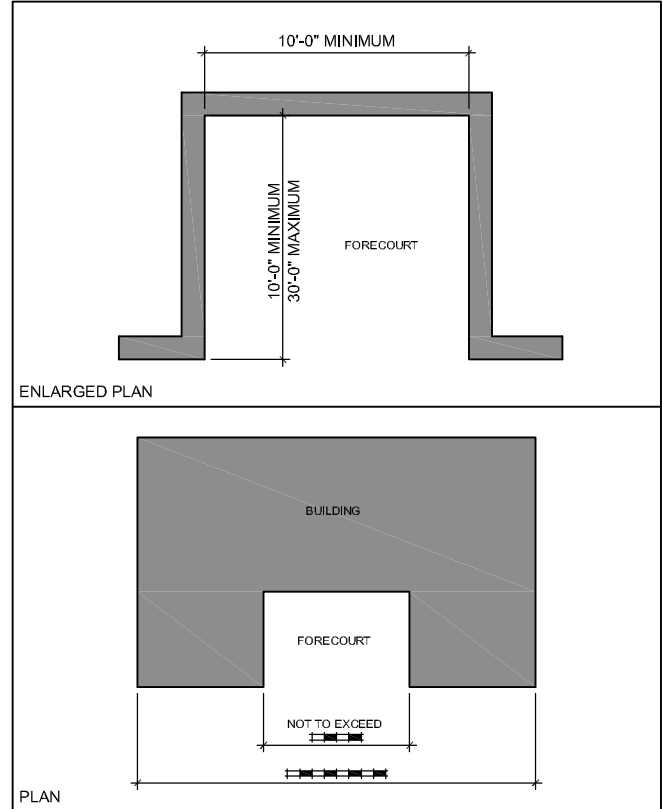 10'-0" MINIMUM
10'-0" MINIMUM
30'-0" MAXIMUM
FORECOURT
ENLARGED PLAN
BUILDING
FORECOURT
NOT TO EXCEED
PLAN